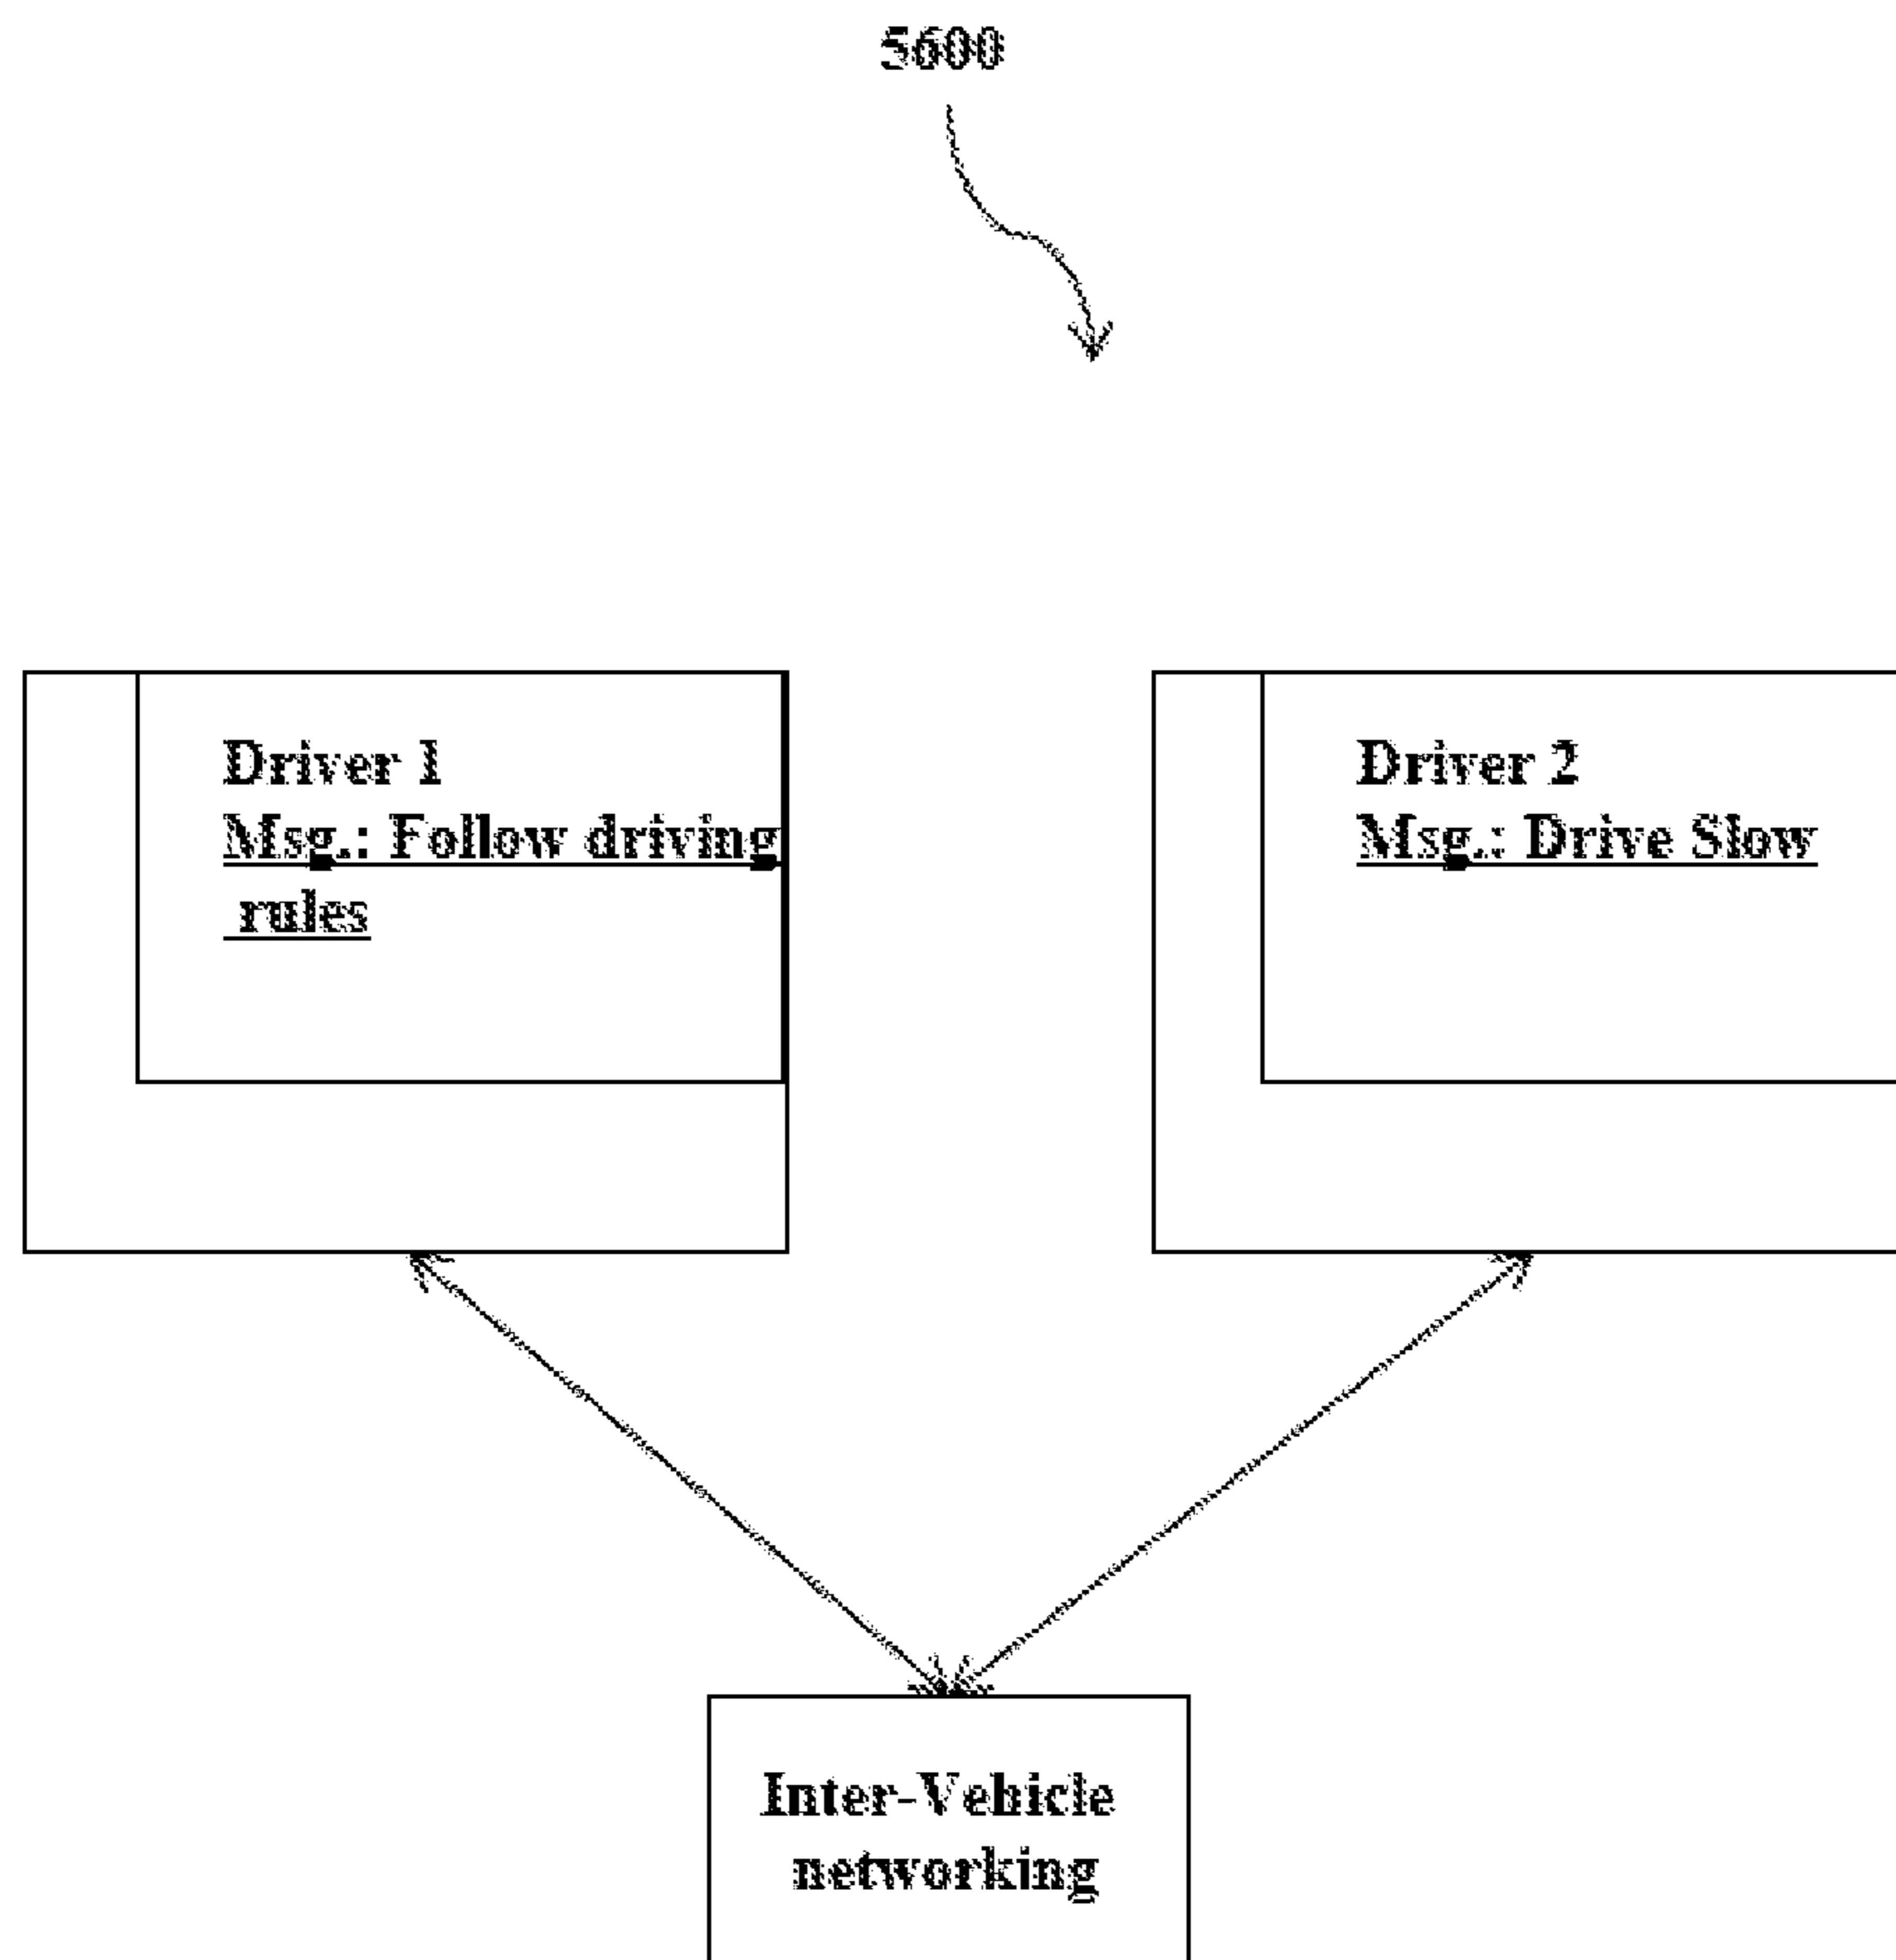 5600
Driver 1
Msg.: Follow driving
rules
Driver 2
Msg.: Drive Slow
Inter-Vehicle
networking